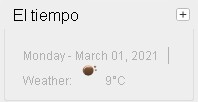 El tiempo
Monday - March 01, 2021
Weather: 9°C